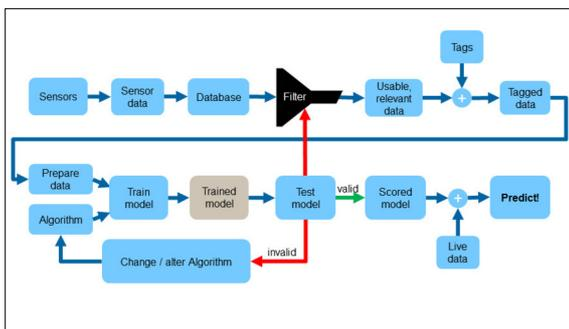 Tags
Sensors
Sensor
data
Database
Filter
Usable,
relevant
data
+
Tagged
data
Prepare
data
Algorithm
Train
model
Trained
model
Test
model
valid
Scored
model
+
Predict!
Live
data
invalid
Change / alter Algorithm